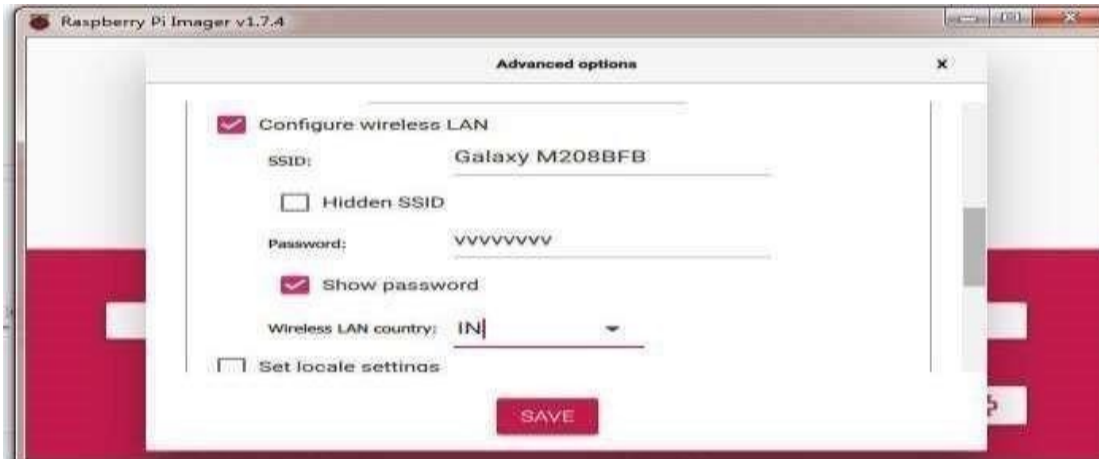 Raspberry Pi Imager v1.7.4
Advanced options
Configure wireless LAN
SSID: Galaxy M208BFB
Hidden SSID
Password: vvvvvvvv
Show password
Wireless LAN country: IN
Set locale settings
SAVE